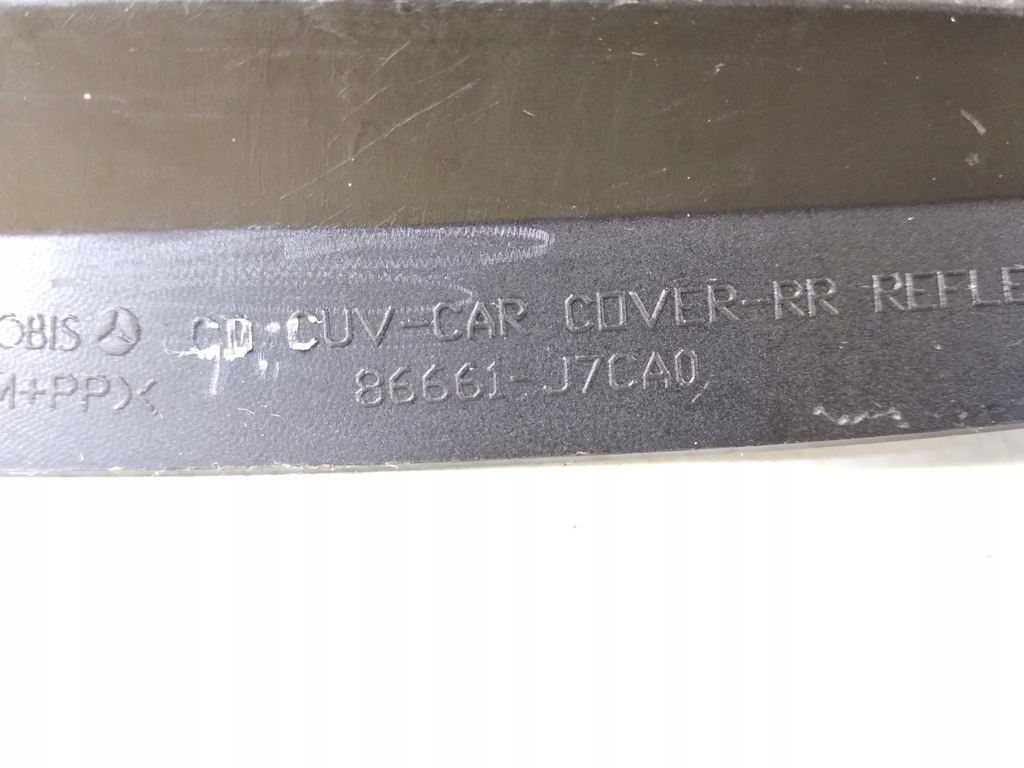 OBIS CD CUV-CAR COVER-RR REFLE
M+PP>< 86661-J7CA0